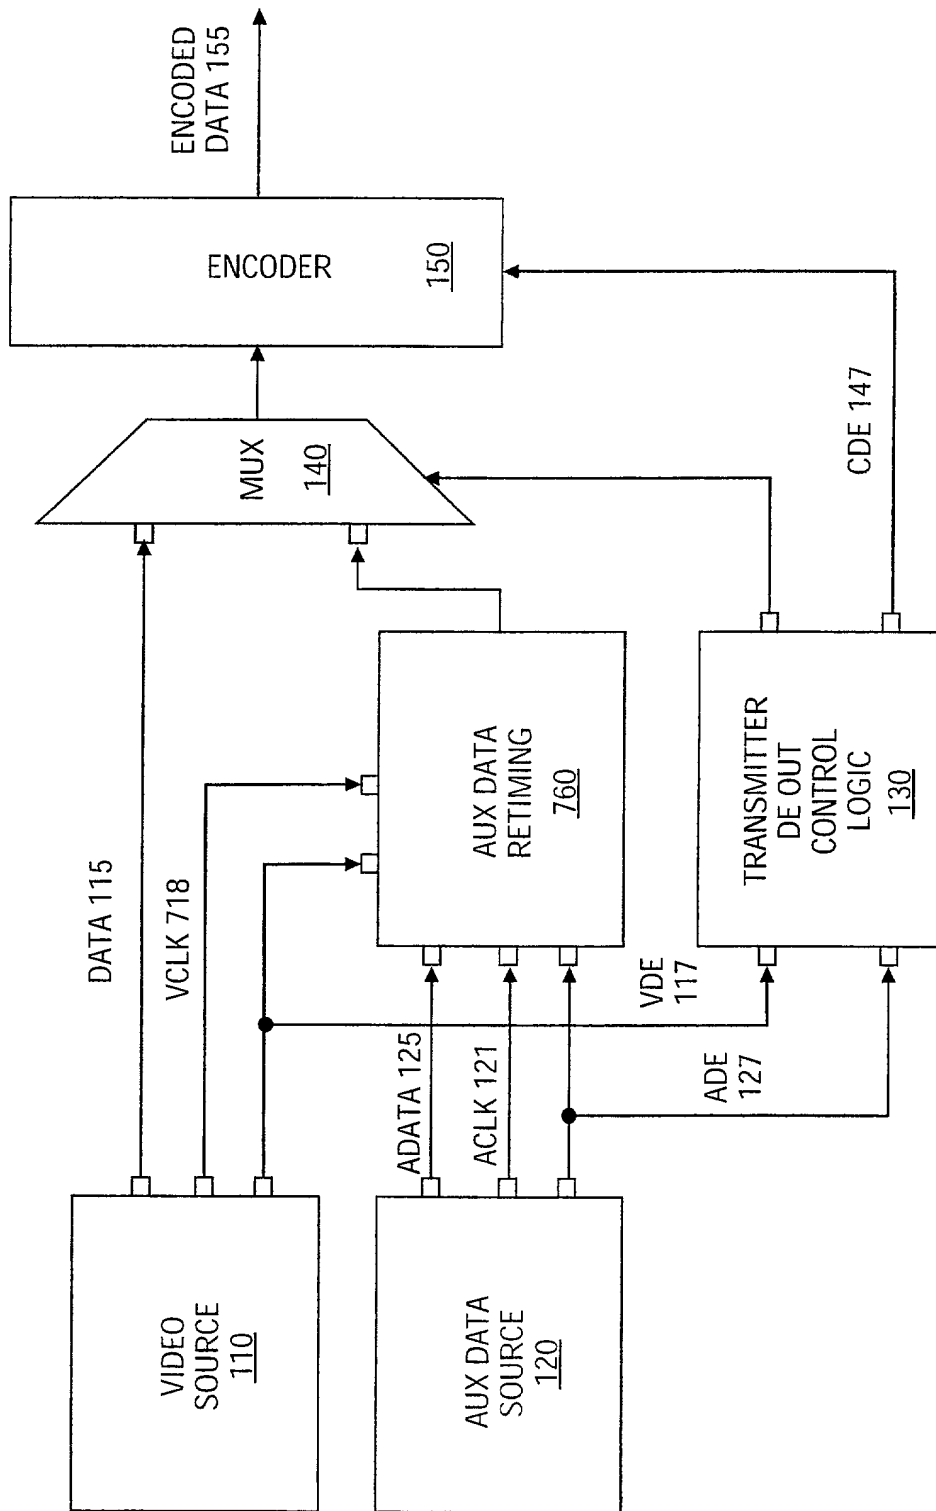 VIDEO
SOURCE
110
AUX DATA
SOURCE
120
DATA 115
VCLK 718
ADATA 125
ACLK 121
VDE
117
ADE
127
AUX DATA
RETIMING
760
TRANSMITTER
DE OUT
CONTROL
LOGIC
130
MUX
140
CDE 147
ENCODER
150
ENCODED
DATA 155